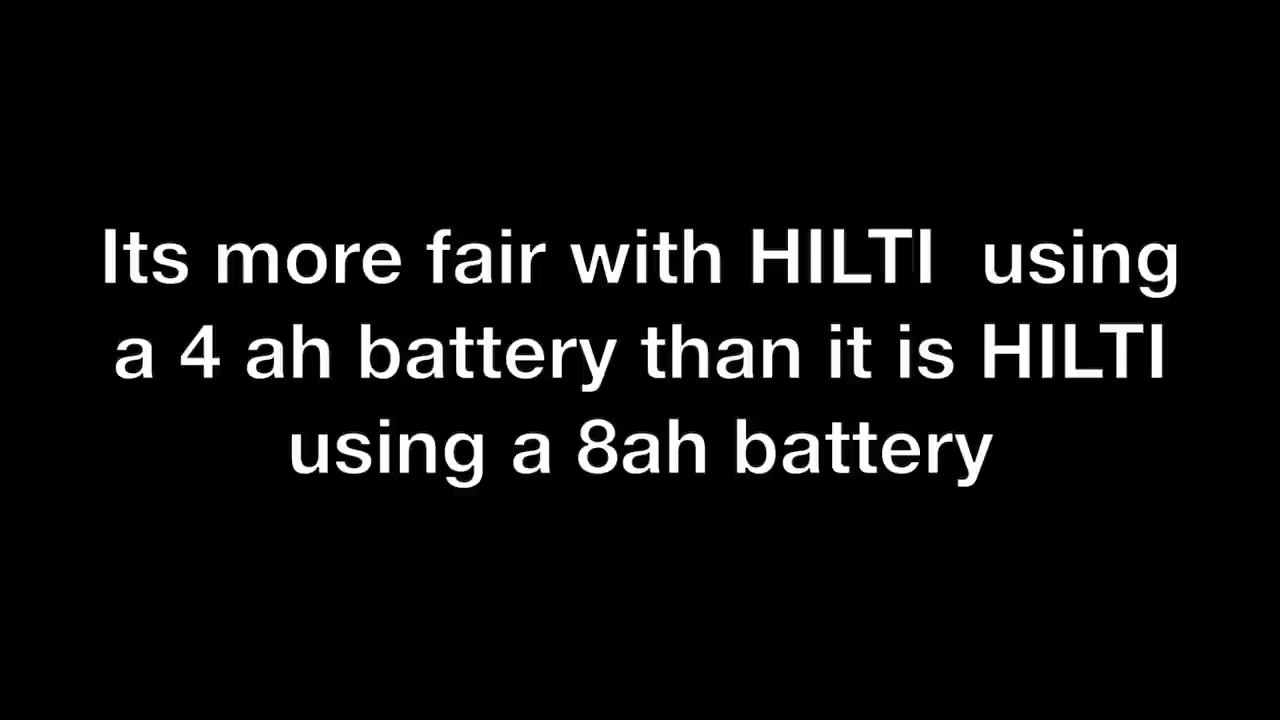 Its more fair with HILTI  using
a 4 ah battery than it is HILTI
using a 8ah battery